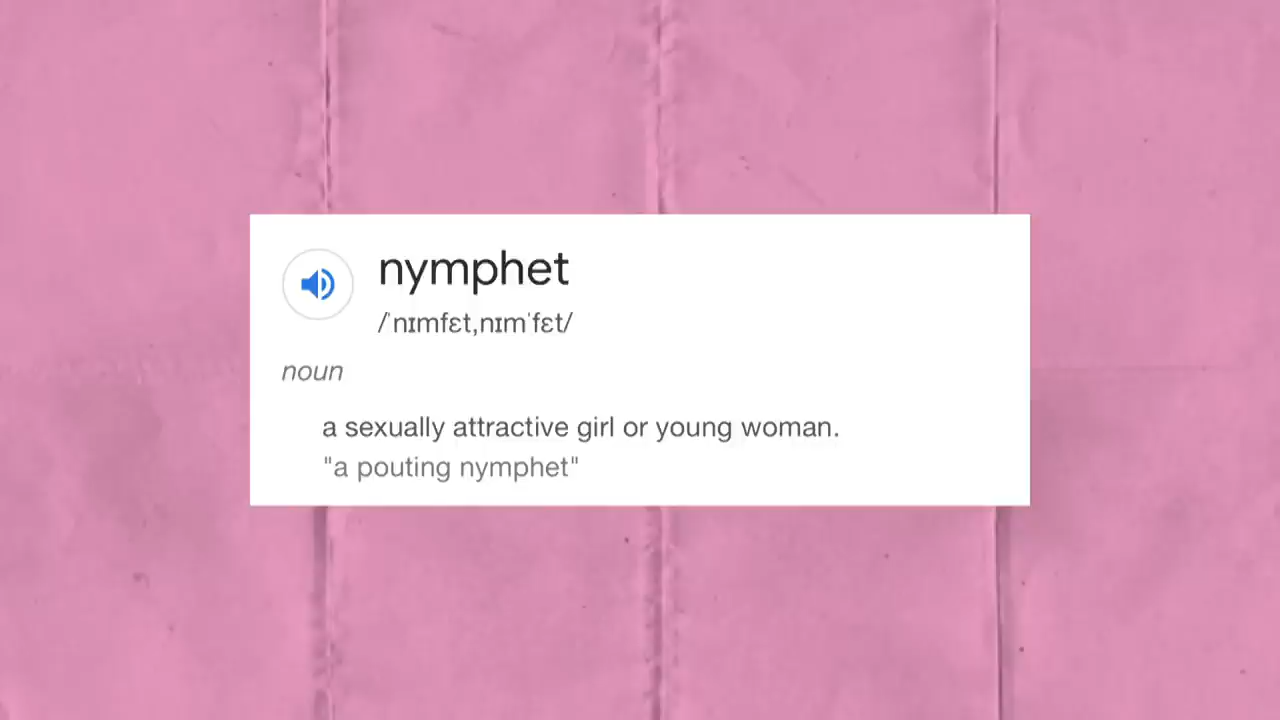 nymphet
/ˈnɪmfɛt,nɪmˈfɛt/
noun
a sexually attractive girl or young woman.
"a pouting nymphet"